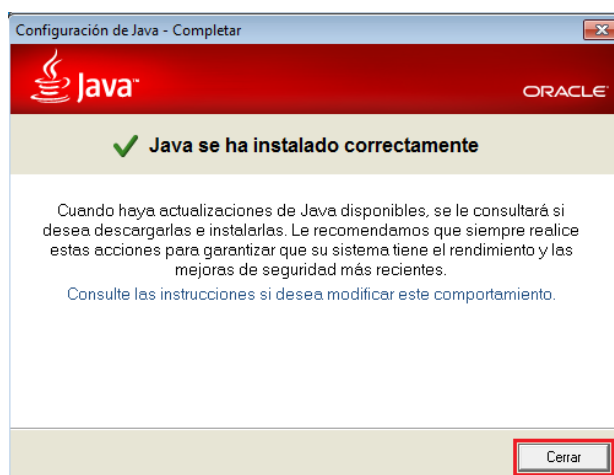 Configuración de Java - Completar
Java™
ORACLE®
Java se ha instalado correctamente
Cuando haya actualizaciones de Java disponibles, se le consultará si
desea descargarlas e instalarlas. Le recomendamos que siempre realice
estas acciones para garantizar que su sistema tiene el rendimiento y las
mejoras de seguridad más recientes.
Consulte las instrucciones si desea modificar este comportamiento.
Cerrar